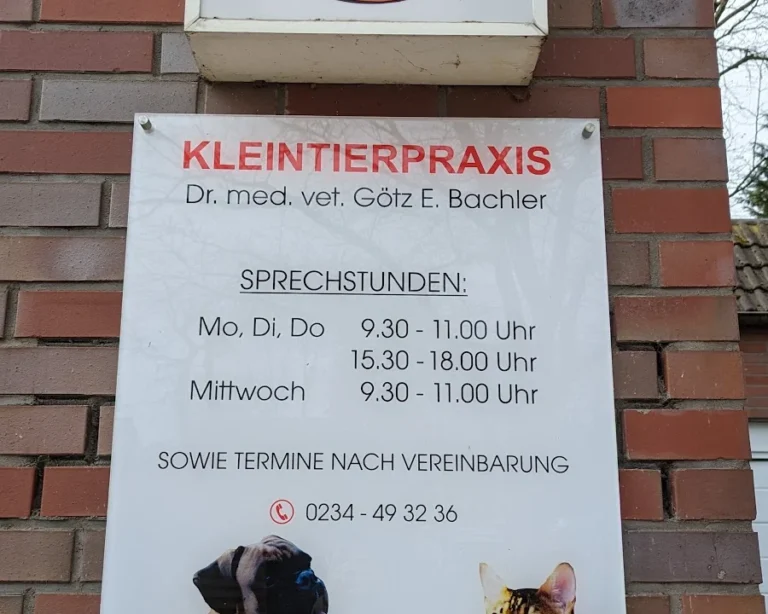 KLEINTIERPRAXIS
Dr. med. vet. Götz E. Bachler
SPRECHSTUNDEN:
Mo, Di, Do 9.30 - 11.00 Uhr
15.30 - 18.00 Uhr
Mittwoch 9.30 - 11.00 Uhr
SOWIE TERMINE NACH VEREINBARUNG
0234 - 49 32 36